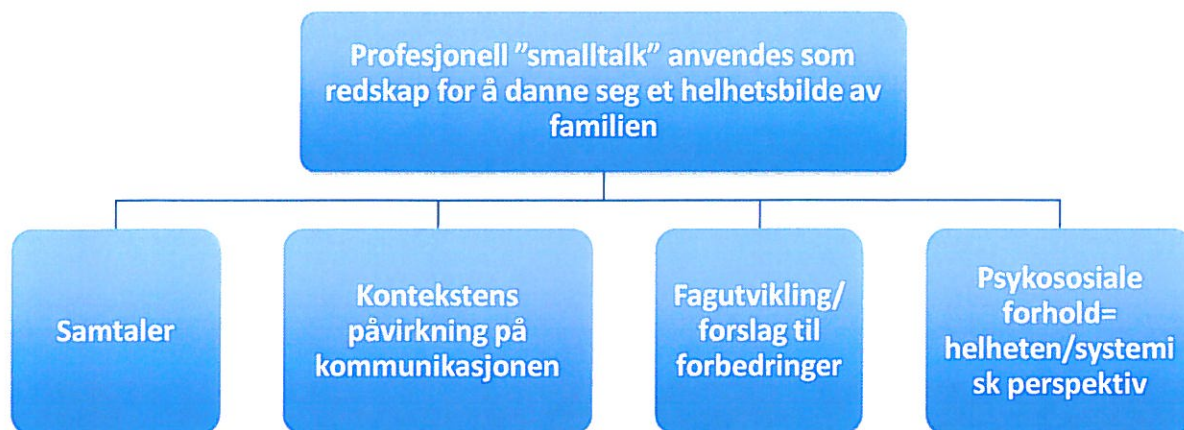 Profesjonell ”smalltalk” anvendes som
redskap for å danne seg et helhetsbilde av
familien
Samtaler
Kontekstens
påvirkning på
kommunikasjonen
Fagutvikling/
forslag til
forbedringer
Psykososiale
forhold=
helheten/systemi
sk perspektiv